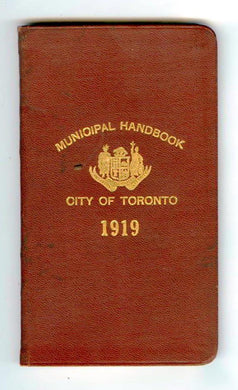 MUNICIPAL HANDBOOK
CITY OF TORONTO
1919